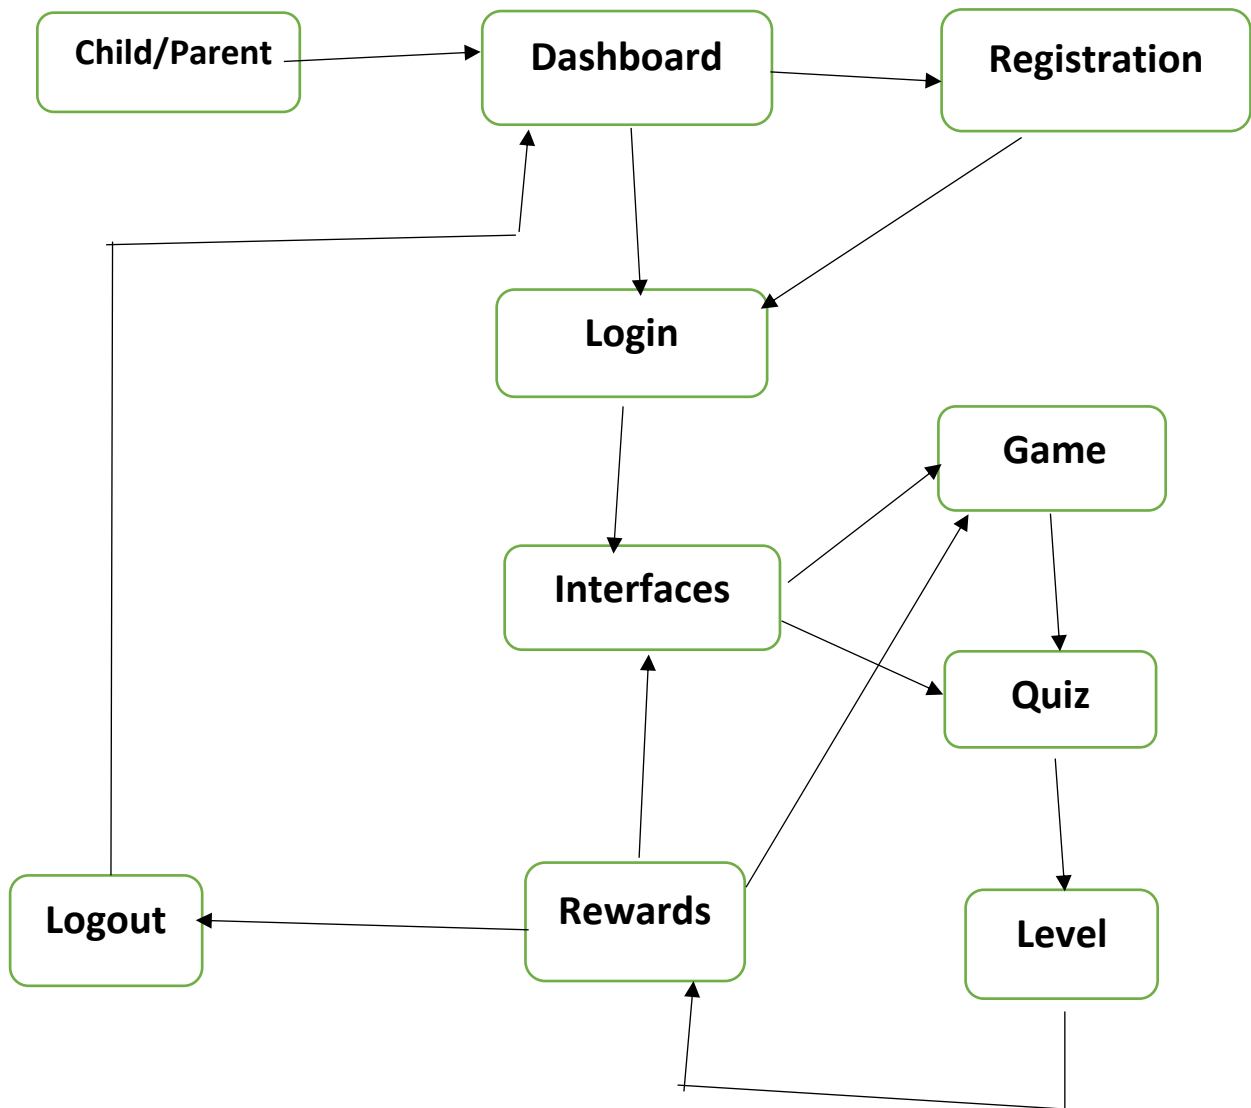 Child/Parent
Dashboard
Registration
Login
Game
Interfaces
Quiz
Rewards
Logout
Level